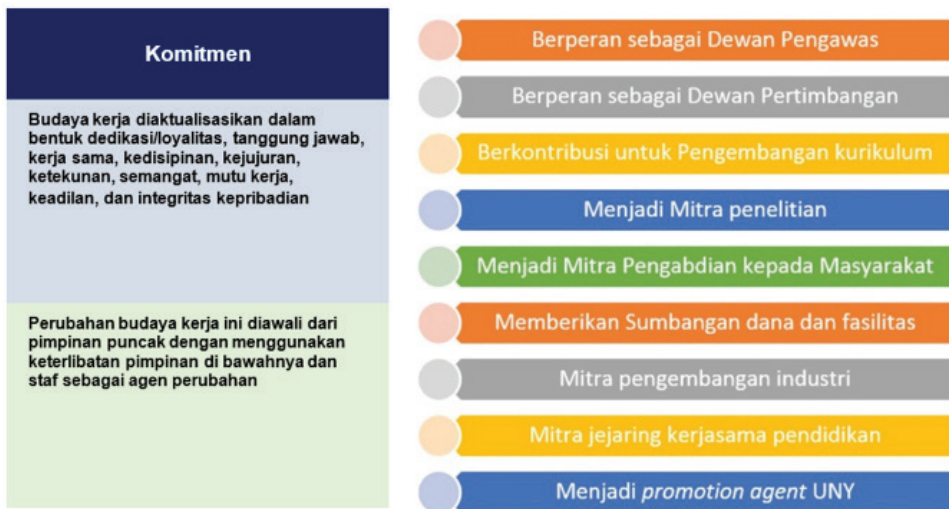 Komitmen
Budaya kerja diaktualisasikan dalam
bentuk dedikasi/loyalitas, tanggung jawab,
kerja sama, kedisipinan, kejujuran,
ketekunan, semangat, mutu kerja,
keadilan, dan integritas kepribadian
Perubahan budaya kerja ini diawali dari
pimpinan puncak dengan menggunakan
keterlibatan pimpinan di bawahnya dan
staf sebagai agen perubahan
Berperan sebagai Dewan Pengawas
Berperan sebagai Dewan Pertimbangan
Berkontribusi untuk Pengembangan kurikulum
Menjadi Mitra penelitian
Menjadi Mitra Pengabdian kepada Masyarakat
Memberikan Sumbangan dana dan fasilitas
Mitra pengembangan industri
Mitra jejaring kerjasama pendidikan
Menjadi promotion agent UNY